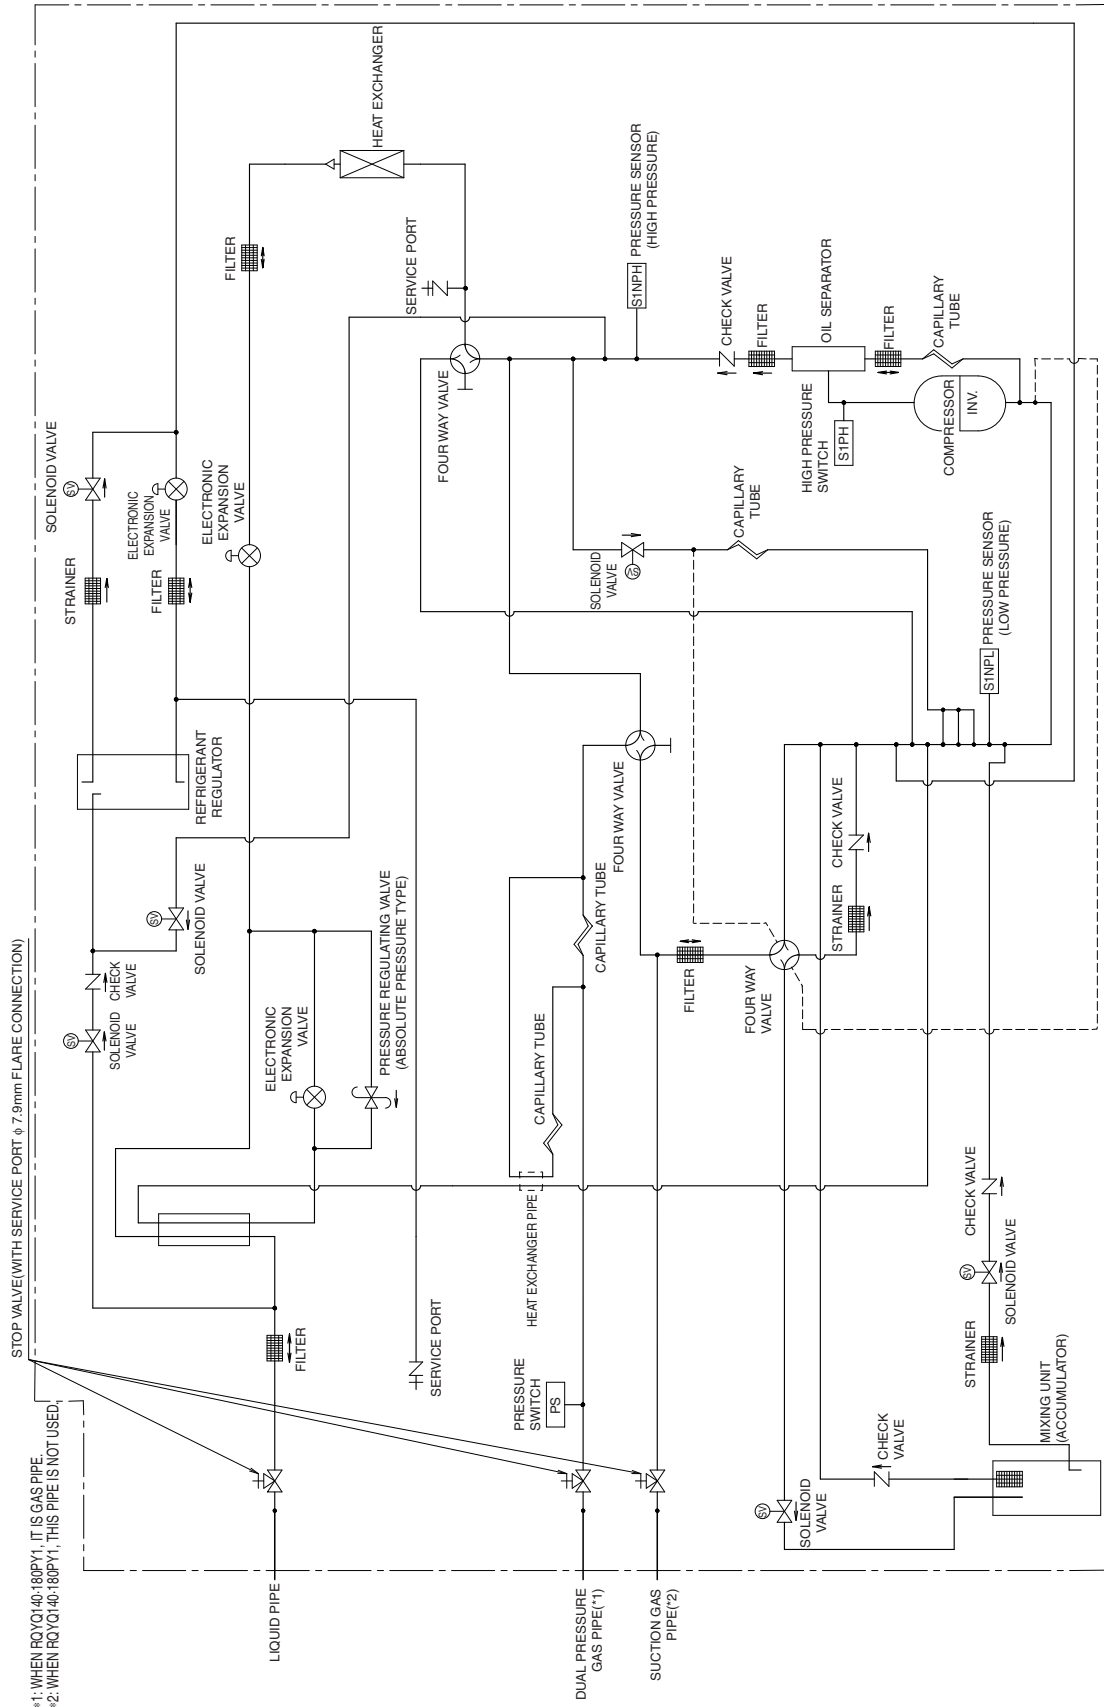 *1: WHEN RQYQ140·180PY1, IT IS GAS PIPE.
*2: WHEN RQYQ140·180PY1, THIS PIPE IS NOT USED.
STOP VALVE(WITH SERVICE PORT φ 7.9mm FLARE CONNECTION)
SV
SOLENOID
VALVE
CHECK
VALVE
SV
SOLENOID VALVE
REFRIGERANT
REGULATOR
STRAINER
SV
SOLENOID VALVE
FILTER
ELECTRONIC
EXPANSION
VALVE
ELECTRONIC
EXPANSION
VALVE
FILTER
HEAT EXCHANGER
SERVICE PORT
LIQUID PIPE
FILTER
ELECTRONIC
EXPANSION
VALVE
PRESSURE REGULATING VALVE
(ABSOLUTE PRESSURE TYPE)
SERVICE PORT
FOUR WAY VALVE
DUAL PRESSURE
GAS PIPE(*1)
PRESSURE
SWITCH
PS
HEAT EXCHANGER PIPE
CAPILLARY TUBE
CAPILLARY TUBE
FOUR WAY VALVE
SOLENOID
VALVE
SV
CAPILLARY
TUBE
S1NPH
PRESSURE SENSOR
(HIGH PRESSURE)
SUCTION GAS
PIPE(*2)
FILTER
FOUR WAY
VALVE
CHECK VALVE
FILTER
OIL SEPARATOR
FILTER
CAPILLARY
TUBE
HIGH PRESSURE
SWITCH
S1PH
COMPRESSOR
INV.
STRAINER
CHECK VALVE
S1NPL
PRESSURE SENSOR
(LOW PRESSURE)
SV
SOLENOID
VALVE
CHECK
VALVE
MIXING UNIT
(ACCUMULATOR)
STRAINER
SV
SOLENOID VALVE
CHECK VALVE